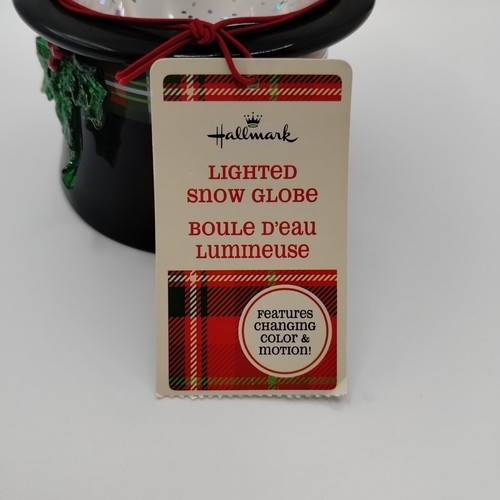 Hallmark
LIGHTED
SNOW GLOBE
BOULE D'EAU
LUMINEUSE
FEATURES
CHANGING
COLOR &
MOTION!